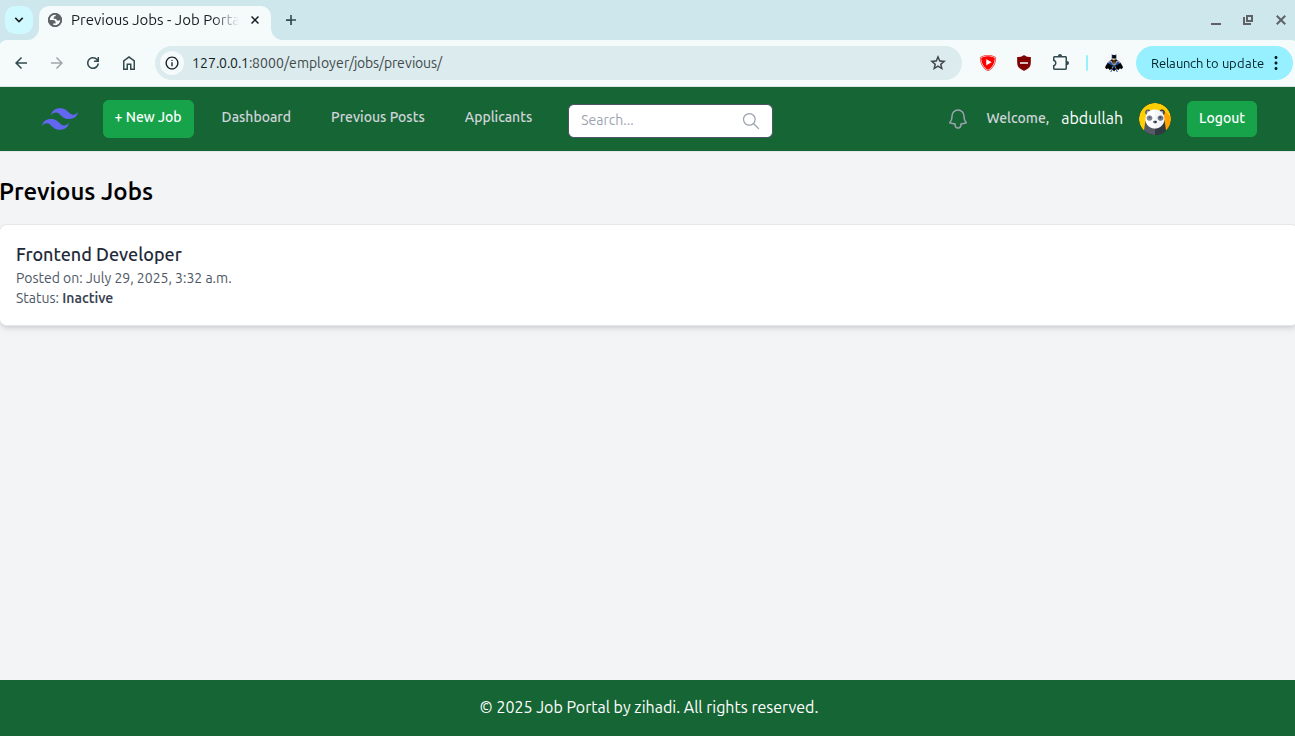 Previous Jobs - Job Porta
127.0.0.1:8000/employer/jobs/previous/
Relaunch to update
+ New Job
Dashboard
Previous Posts
Applicants
Search...
Welcome,
abdullah
Logout
Previous Jobs
Frontend Developer
Posted on: July 29, 2025, 3:32 a.m.
Status: Inactive
© 2025 Job Portal by zihadi. All rights reserved.